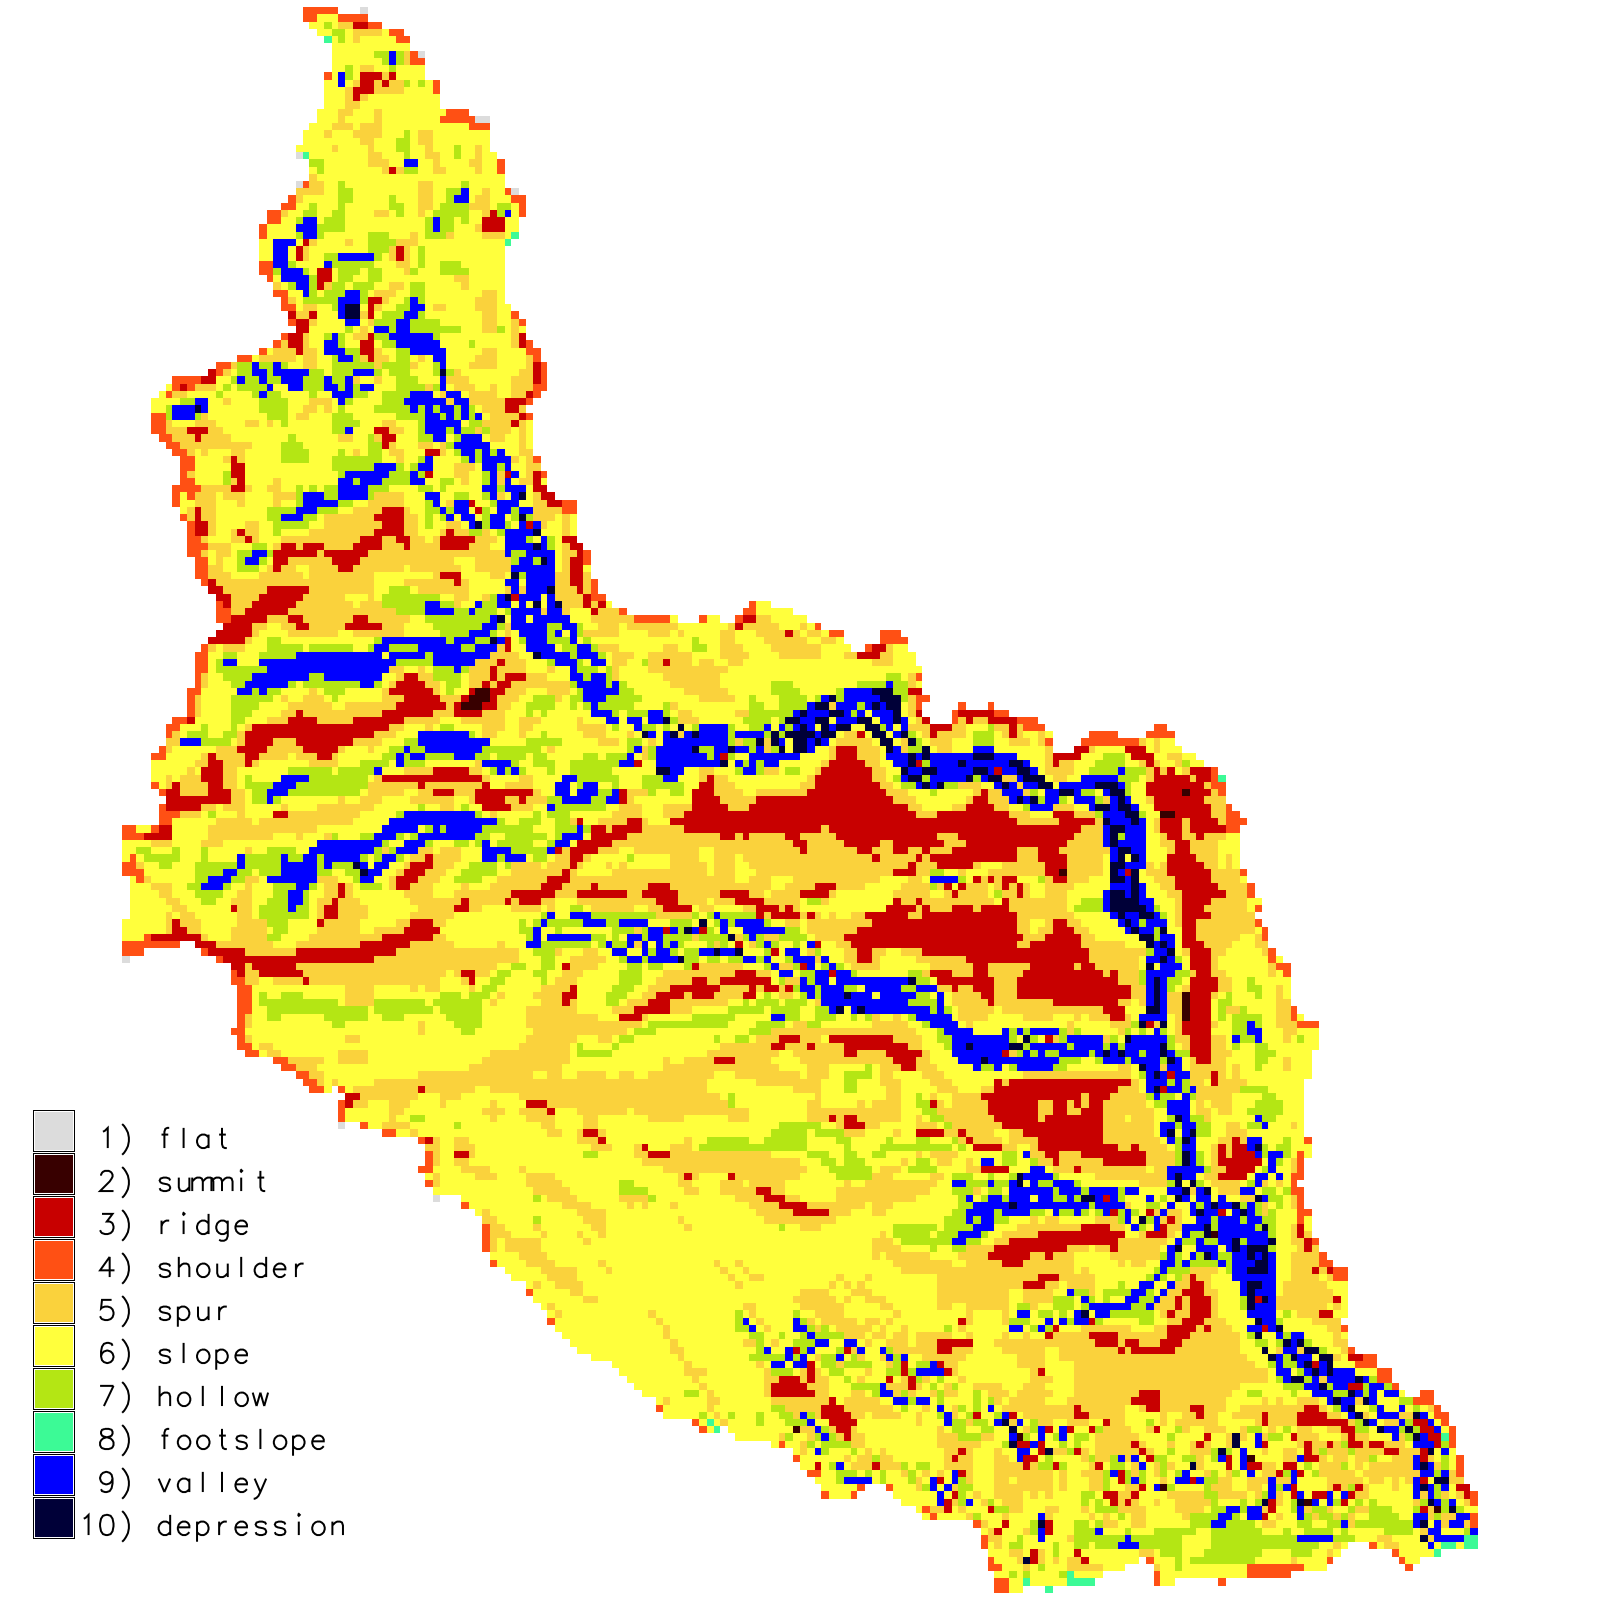 1) flat
2) summit
3) ridge
4) shoulder
5) spur
6) slope
7) hollow
8) footslope
9) valley
10) depression